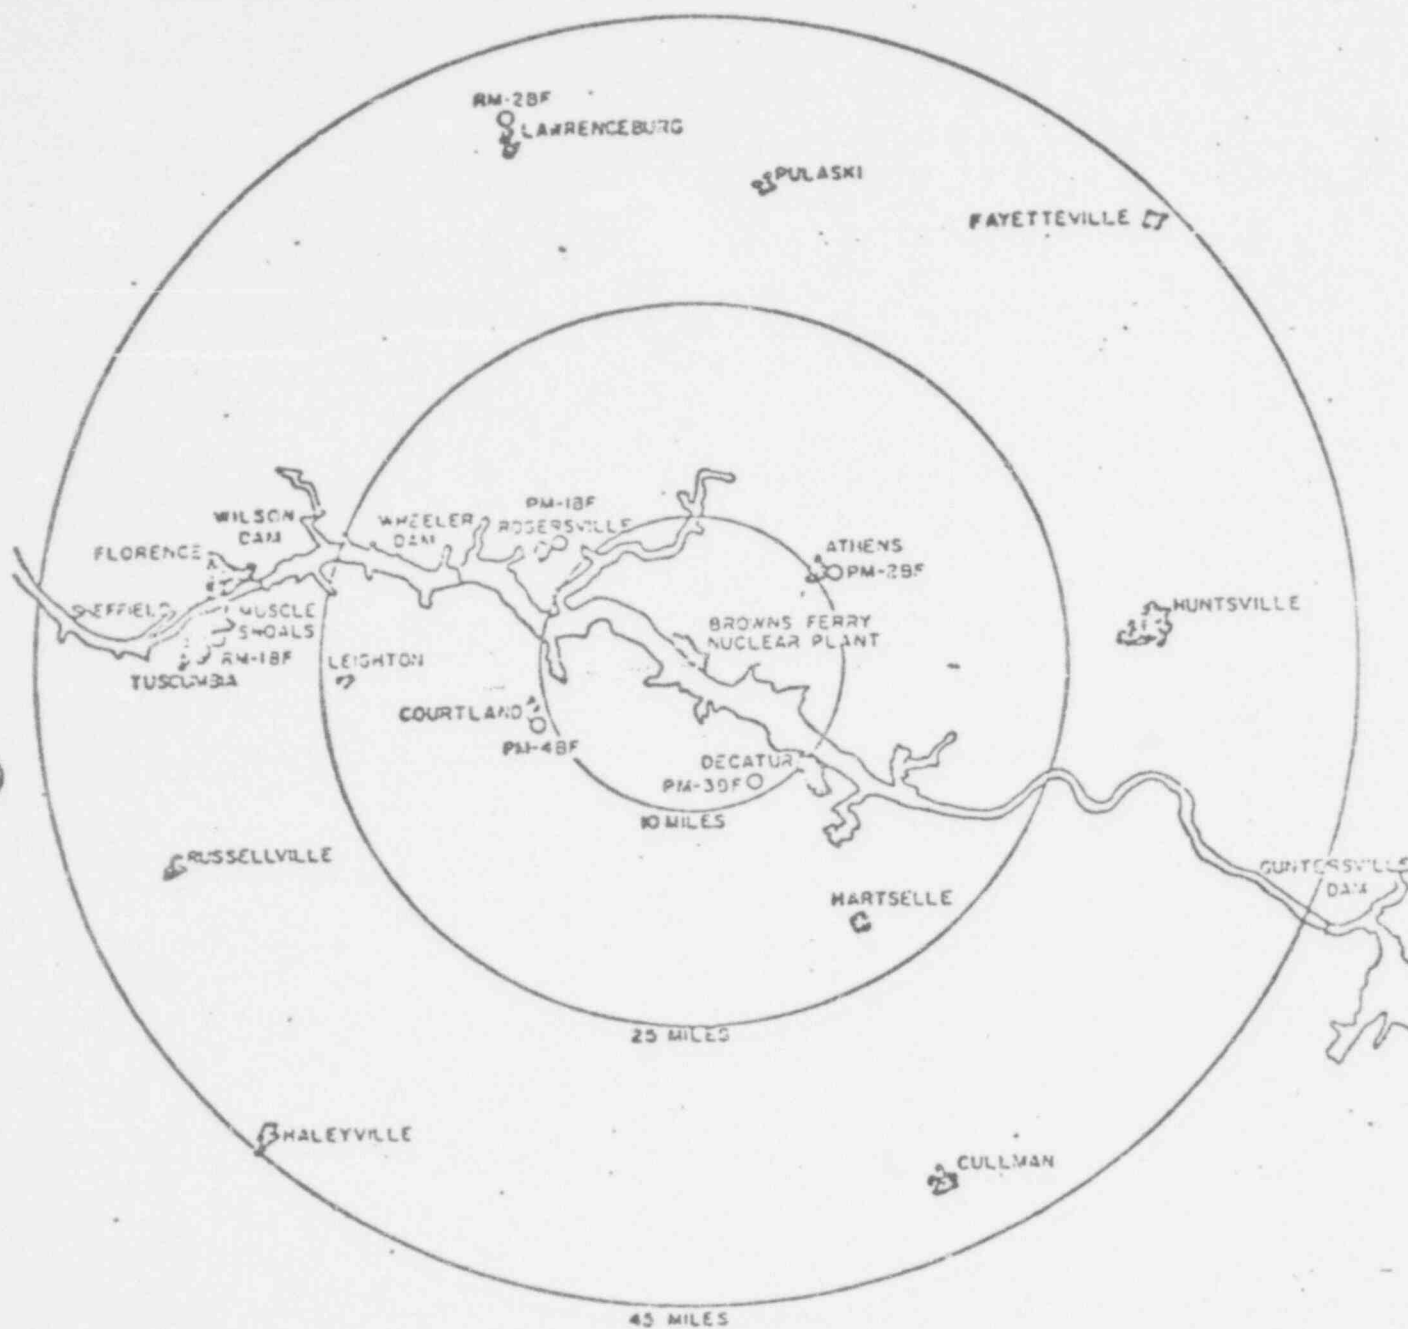 RM-2BF
LAWRENCEBURG
PULASKI
FAYETTEVILLE
PM-1BF
ROGERSVILLE
WILSON
DAM
WHEELER
DAM
FLORENCE
ATHENS
PM-2BF
SHEFFIELD
MUSCLE
SHOALS
HUNTSVILLE
BROWNS FERRY
NUCLEAR PLANT
RM-1BF
LEIGHTON
TUSCUMBIA
COURTLAND
PM-4BF
DECATUR
PM-3BF
10 MILES
RUSSELLVILLE
GUNTERSVILLE
DAM
HARTSELLE
25 MILES
HALEYVILLE
CULLMAN
45 MILES